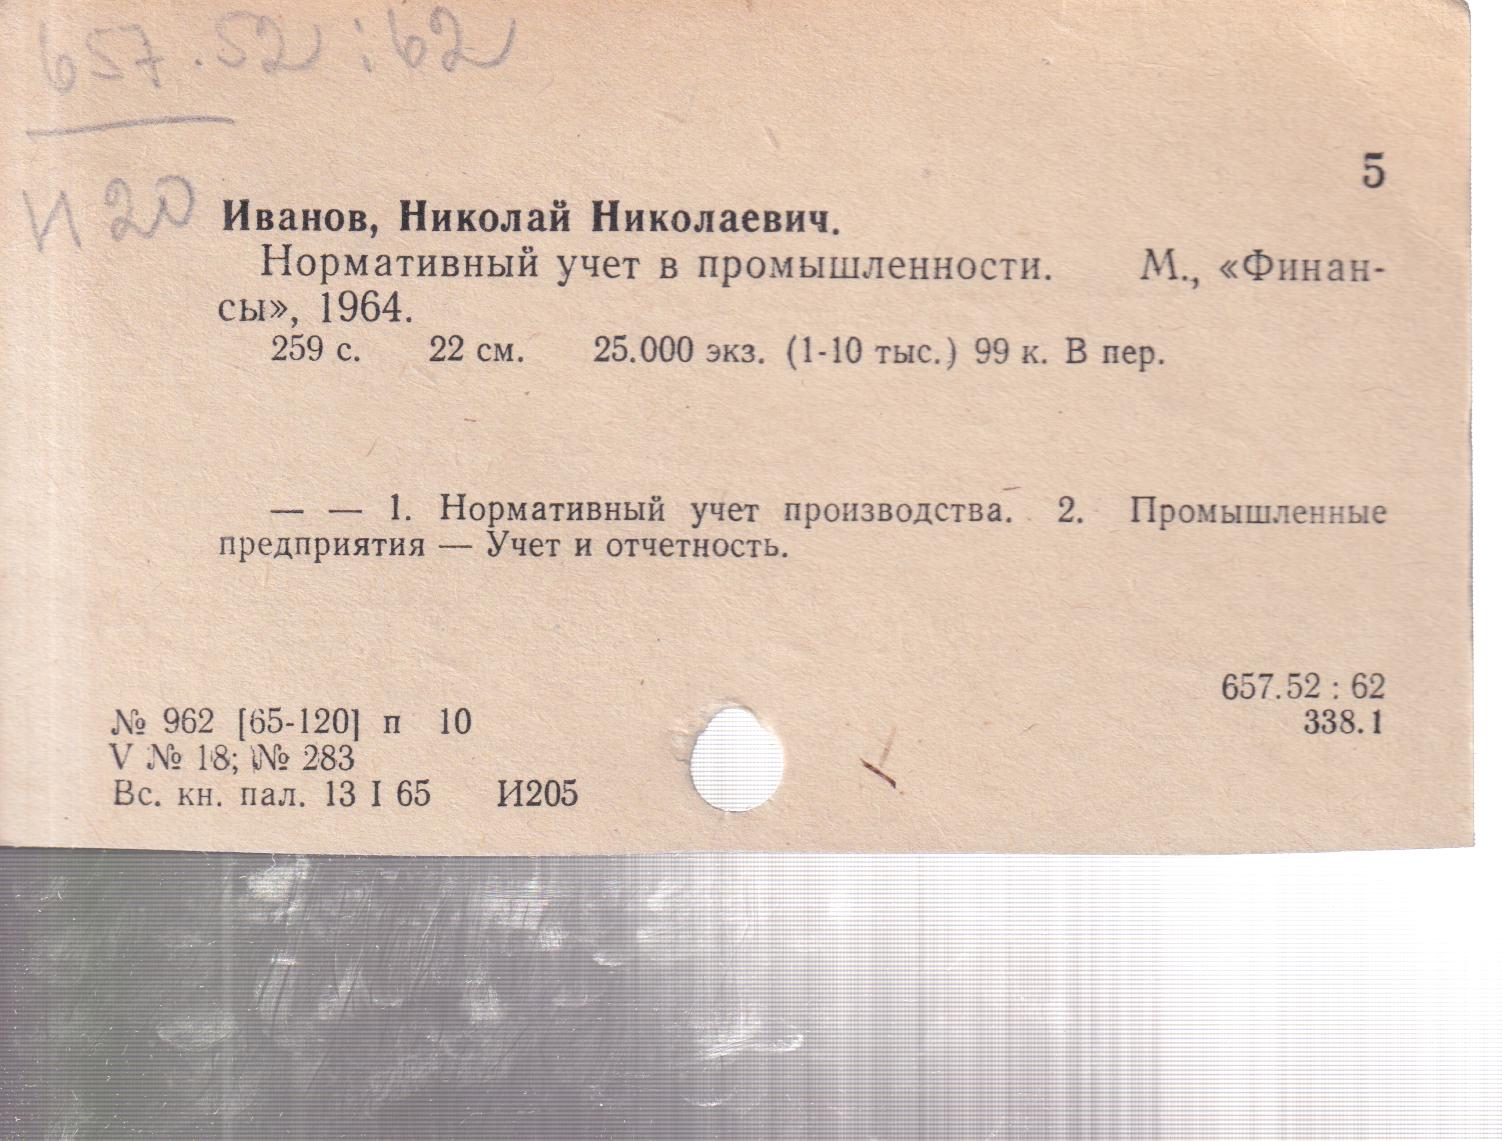 657.52:62
И 20
5
Иванов, Николай Николаевич.
Нормативный учет в промышленности. М., «Финан-
сы», 1964.
259 с. 22 см. 25.000 экз. (1-10 тыс.) 99 к. В пер.
— — 1. Нормативный учет производства. 2. Промышленные
предприятия — Учет и отчетность.
657.52 : 62
338.1
№ 962 [65-120] п 10
V № 18; № 283
Вс. кн. пал. 13 I 65 И205